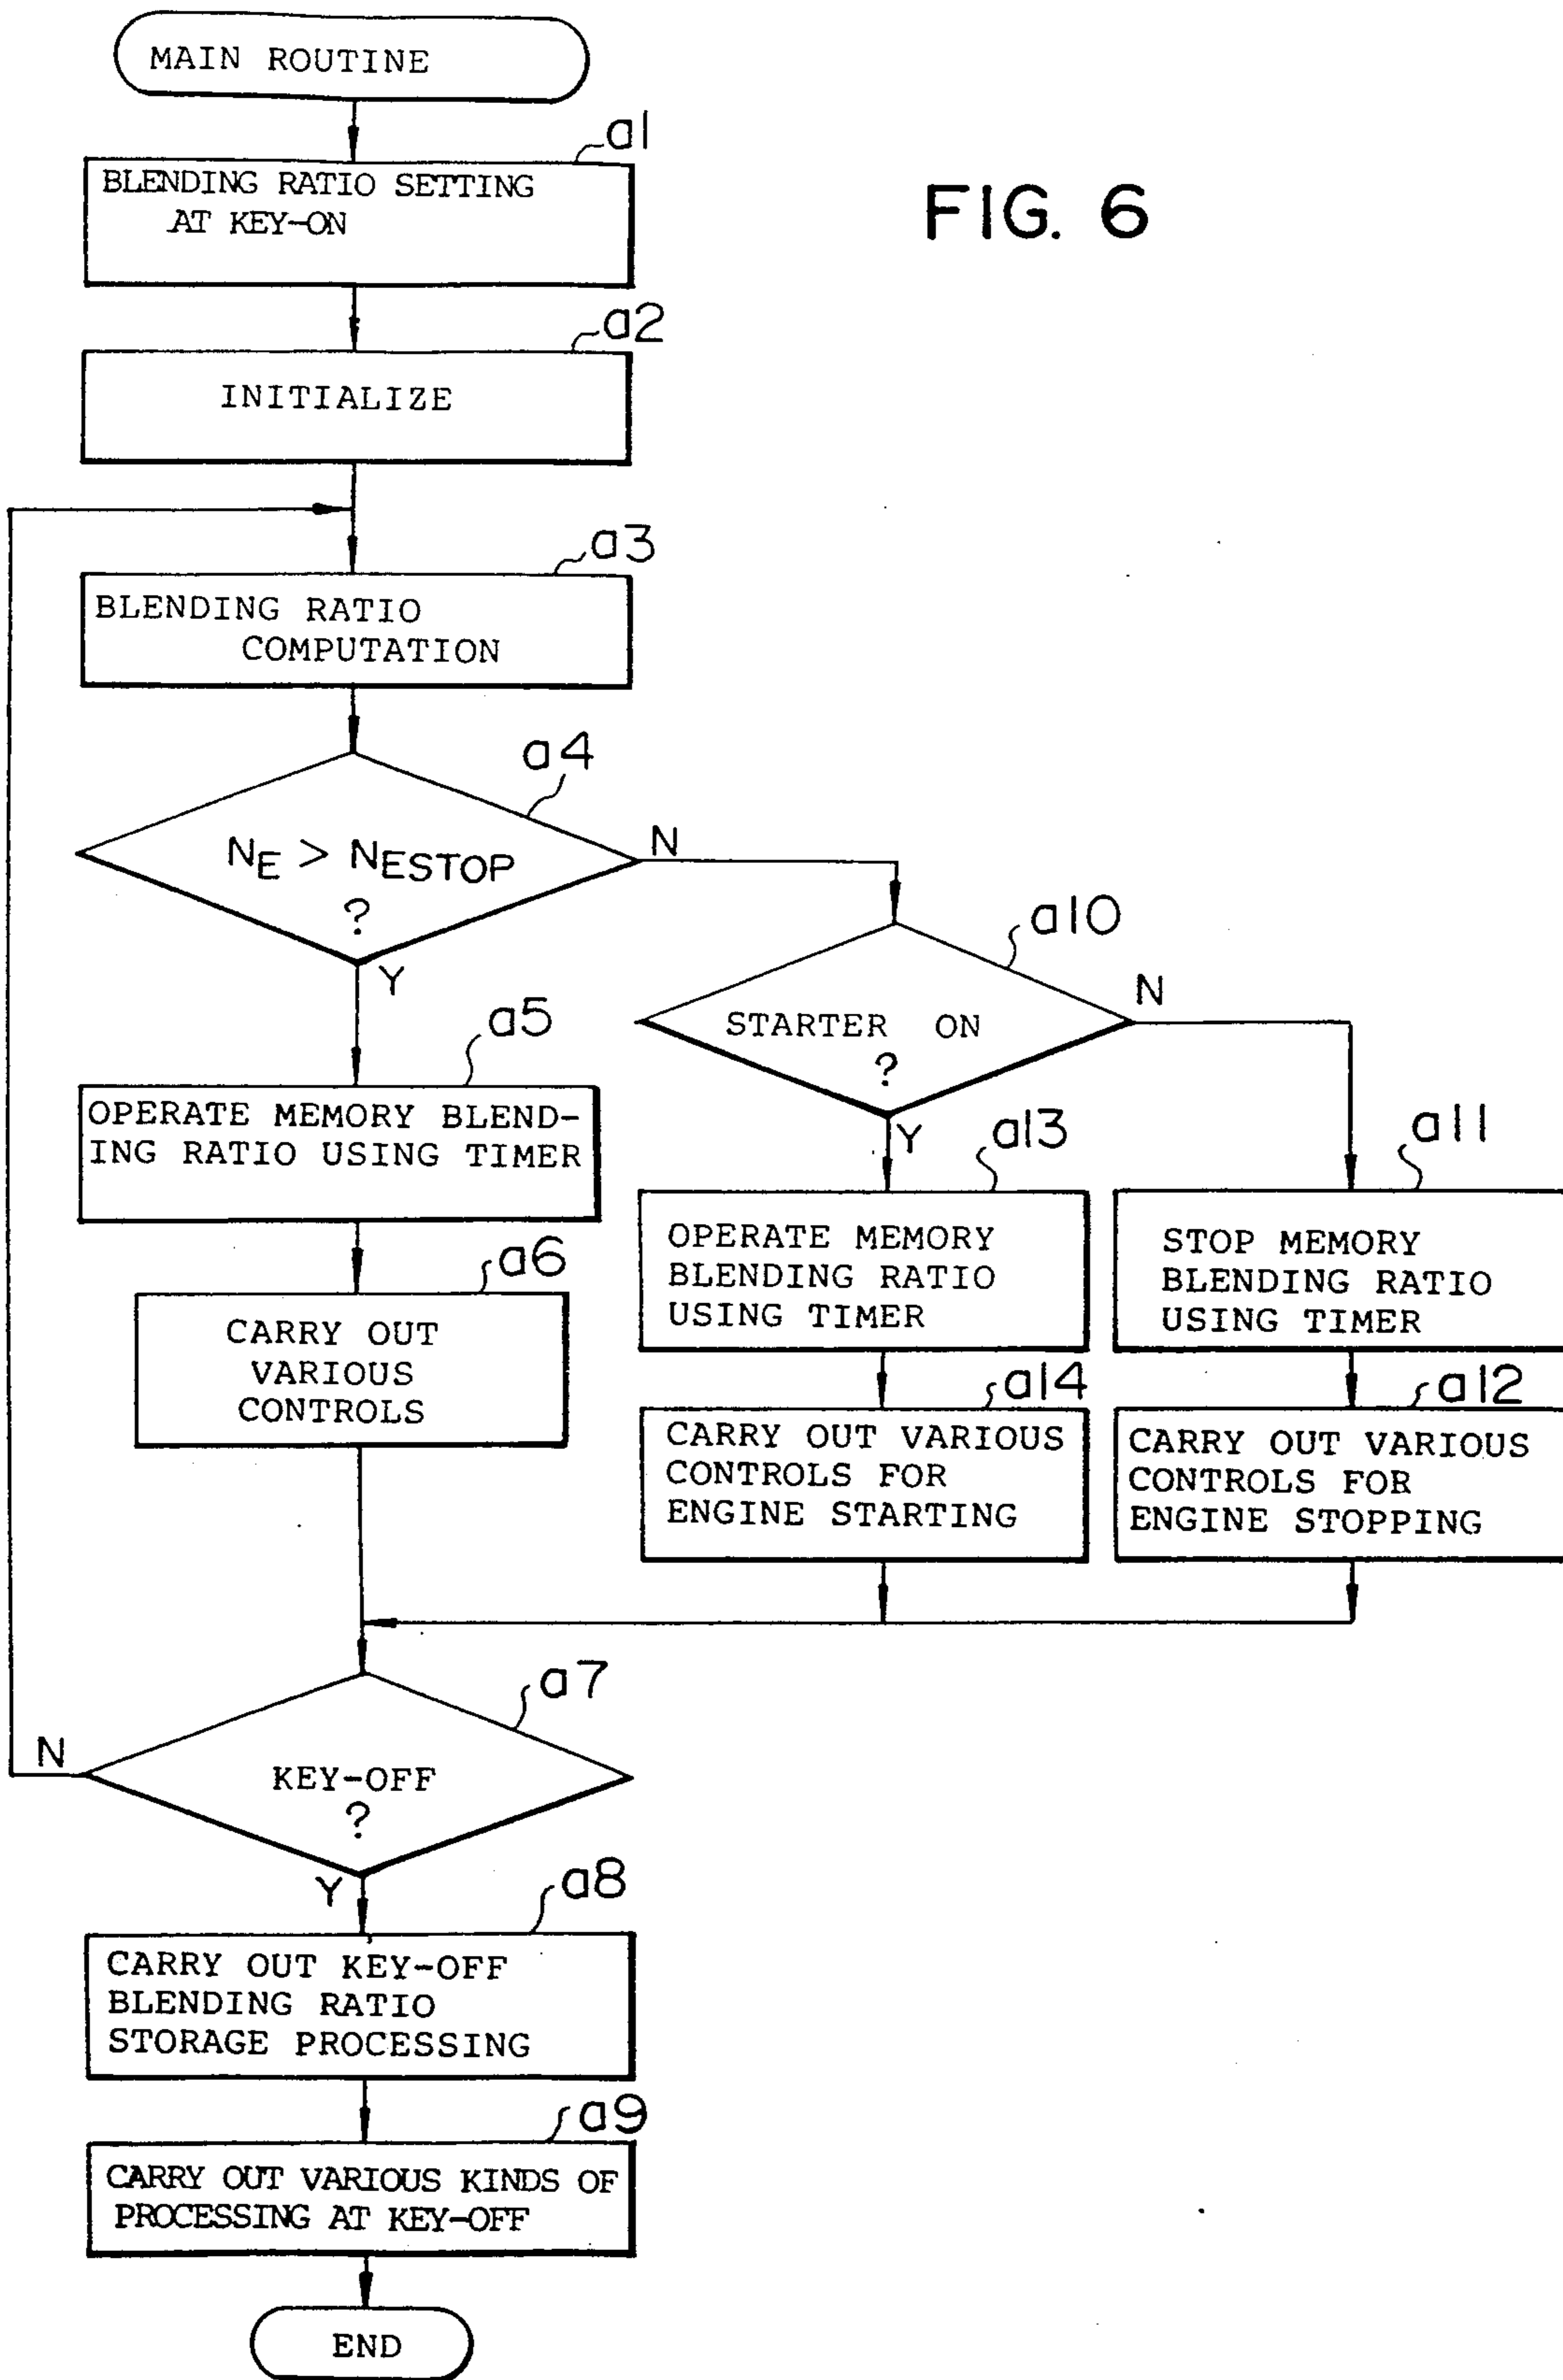 MAIN ROUTINE
a1
BLENDING RATIO SETTING
AT KEY-ON
FIG. 6
a2
INITIALIZE
a3
BLENDING RATIO
COMPUTATION
a4
NE > NESTOP
?
N
Y
a10
STARTER ON
?
N
Y
a5
OPERATE MEMORY BLEND-
ING RATIO USING TIMER
a6
CARRY OUT
VARIOUS
CONTROLS
a13
OPERATE MEMORY
BLENDING RATIO
USING TIMER
a11
STOP MEMORY
BLENDING RATIO
USING TIMER
a14
CARRY OUT VARIOUS
CONTROLS FOR
ENGINE STARTING
a12
CARRY OUT VARIOUS
CONTROLS FOR
ENGINE STOPPING
a7
N
KEY-OFF
?
Y
a8
CARRY OUT KEY-OFF
BLENDING RATIO
STORAGE PROCESSING
a9
CARRY OUT VARIOUS KINDS OF
PROCESSING AT KEY-OFF
END